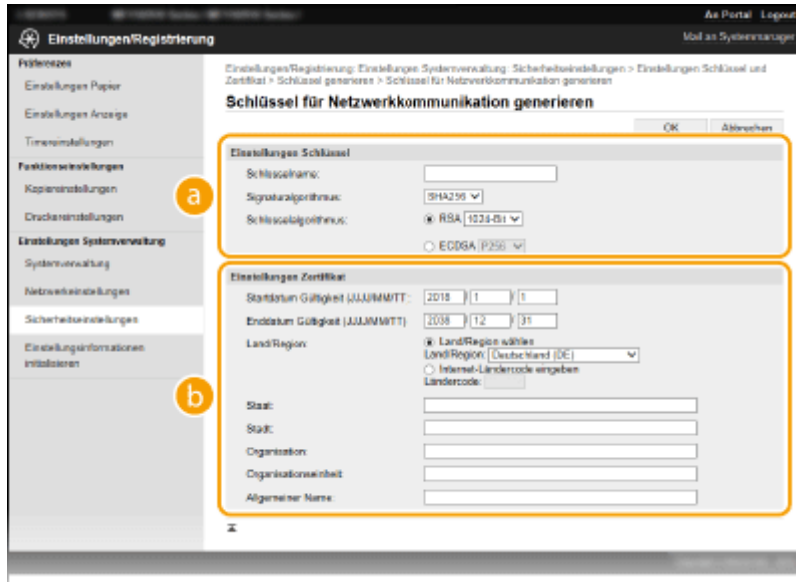 An Portal Logout
Einstellungen/Registrierung
Mail an Systemmanager
Präferenzen
Einstellungen Papier
Einstellungen Anzeige
Timereinstellungen
Funktionseinstellungen
Kopiereinstellungen
Druckereinstellungen
Einstellungen Systemverwaltung
Systemverwaltung
Netzwerkeinstellungen
Sicherheitseinstellungen
Einstellungsinformationen
initialisieren
Einstellungen/Registrierung: Einstellungen Systemverwaltung: Sicherheitseinstellungen > Einstellungen Schlüssel und
Zertifikat > Schlüssel generieren > Schlüssel für Netzwerkkommunikation generieren
Schlüssel für Netzwerkkommunikation generieren
OK Abbrechen
a
Einstellungen Schlüssel
Schlüsselname:
Signaturalgorithmus: SHA256
Schlüsselalgorithmus: RSA 1024-Bit
ECDSA P256
b
Einstellungen Zertifikat
Startdatum Gültigkeit (JJJJ/MM/TT): 2018 / 1 / 1
Enddatum Gültigkeit (JJJJ/MM/TT): 2038 / 12 / 31
Land/Region: Land/Region wählen
Land/Region: Deutschland (DE)
Internet-Ländercode eingeben
Ländercode:
Staat:
Stadt:
Organisation:
Organisationseinheit:
Allgemeiner Name: